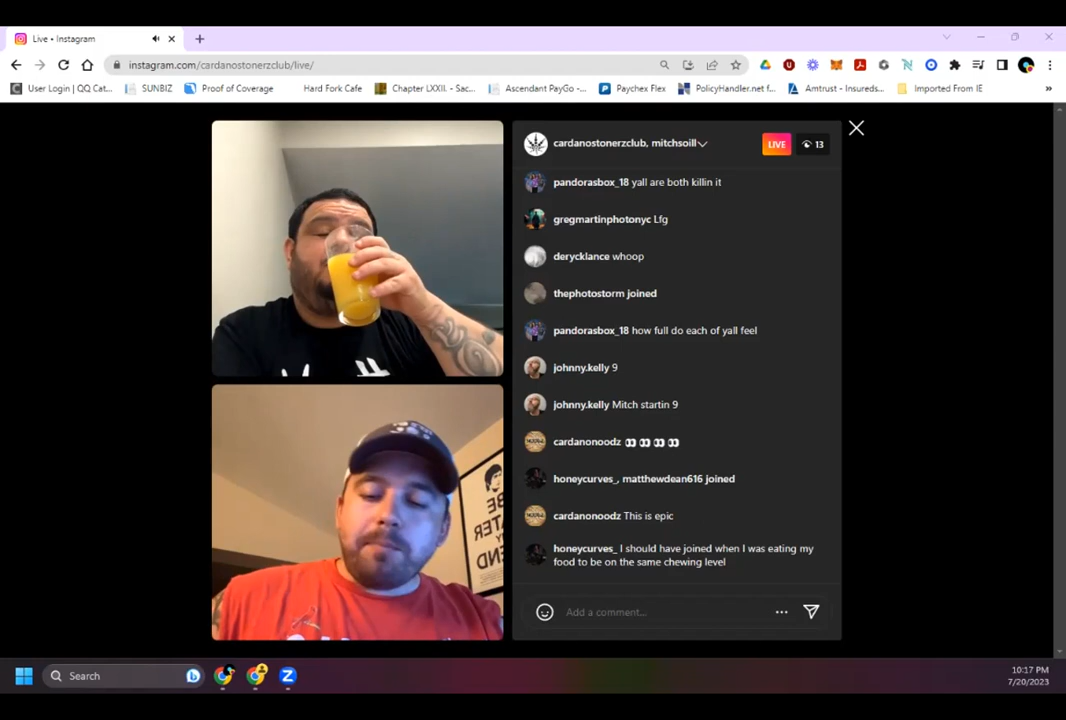 Live • Instagram
instagram.com/cardanostonerzclub/live/
User Login | QQ Cat...
SUNBIZ
Proof of Coverage
Hard Fork Cafe
Chapter LXXII. - Sac...
Ascendant PayGo -...
Paychex Flex
PolicyHandler.net f...
Amtrust - Insureds...
Imported From IE
»
cardanostonerzclub, mitchsoill
LIVE
13
pandorasbox_18 yall are both killin it
gregmartinphotonyc Lfg
derycklance whoop
thephotostorm joined
pandorasbox_18 how full do each of yall feel
johnny.kelly 9
johnny.kelly Mitch startin 9
cardanonoodz 👀 👀 👀 👀
honeycurves_, matthewdean616 joined
cardanonoodz This is epic
honeycurves_ I should have joined when I was eating my
food to be on the same chewing level
Add a comment...
BE
Search
10:17 PM
7/20/2023